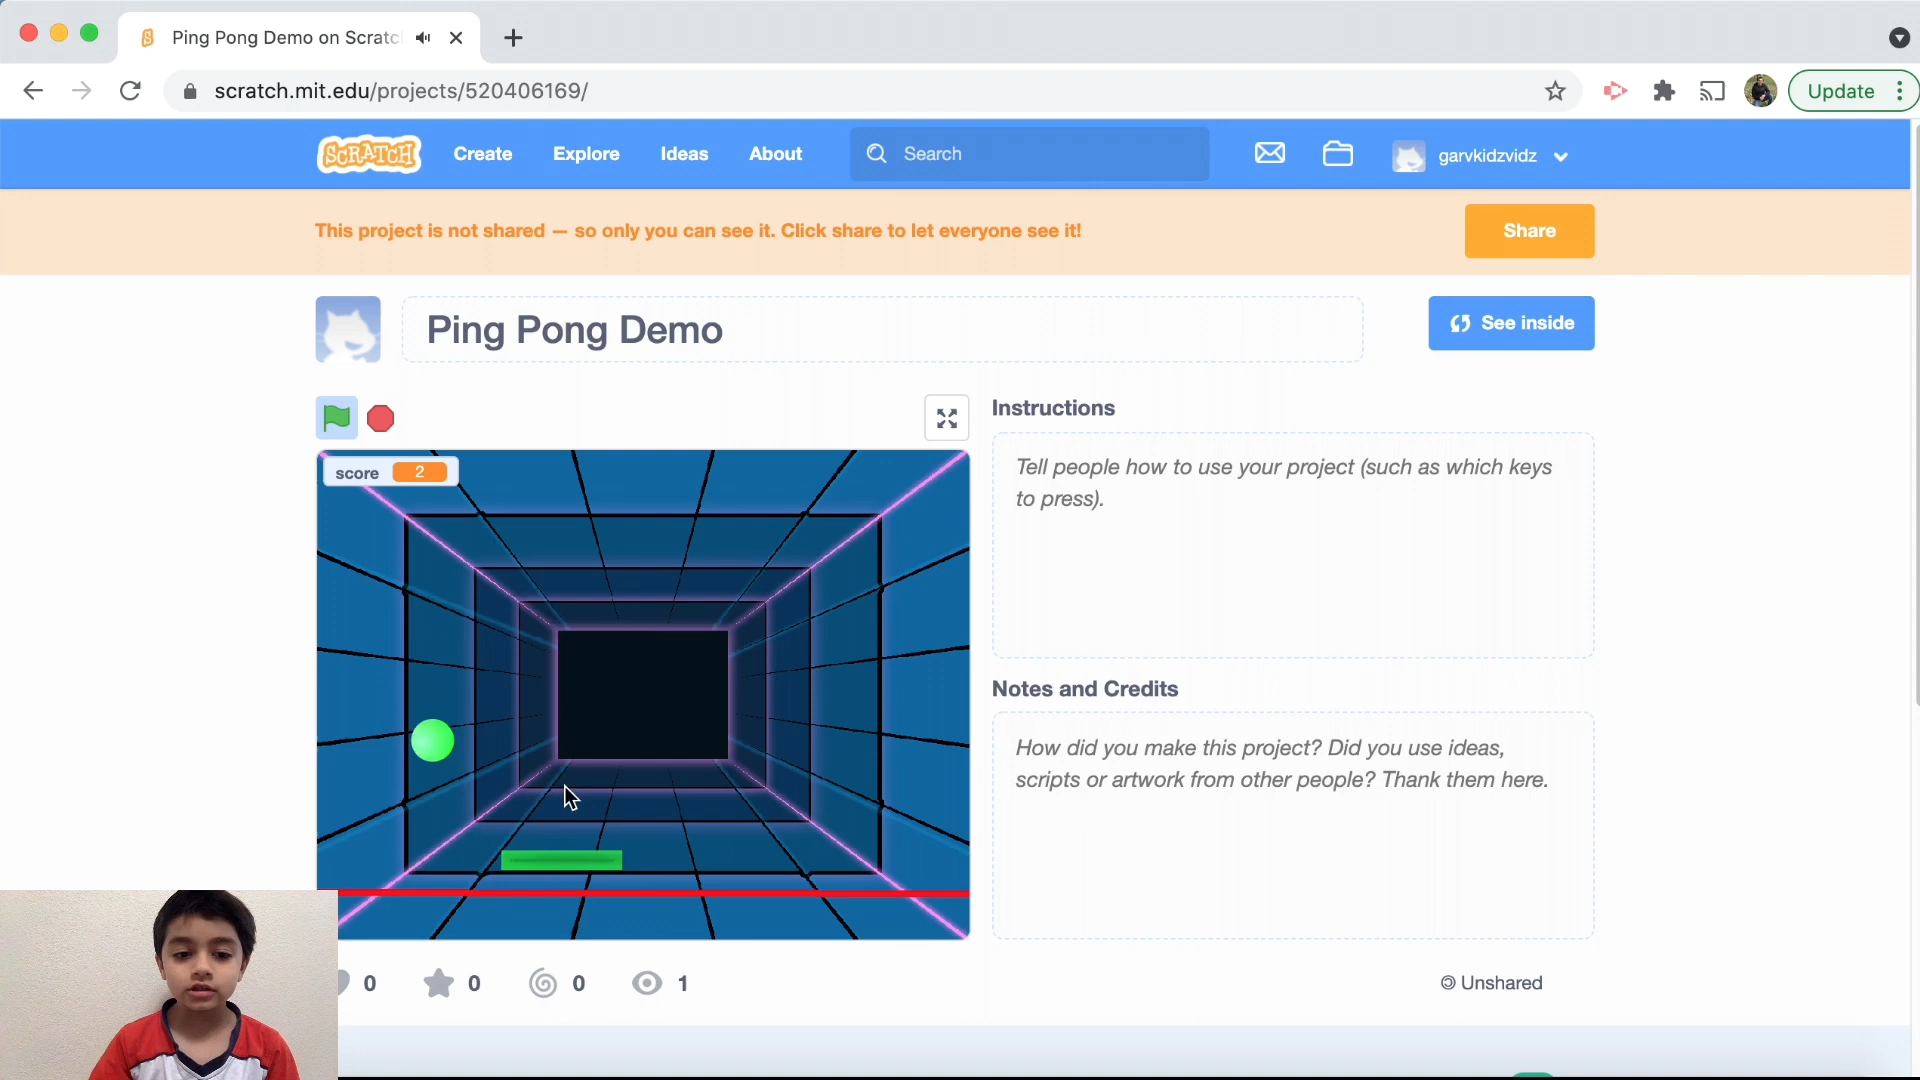 Ping Pong Demo on Scratc
scratch.mit.edu/projects/520406169/
Update
SCRATCH
Create
Explore
Ideas
About
Search
garvkidzvidz
This project is not shared — so only you can see it. Click share to let everyone see it!
Share
Ping Pong Demo
See inside
score 2
Instructions
Tell people how to use your project (such as which keys
to press).
Notes and Credits
How did you make this project? Did you use ideas,
scripts or artwork from other people? Thank them here.
0
0
0
1
Unshared